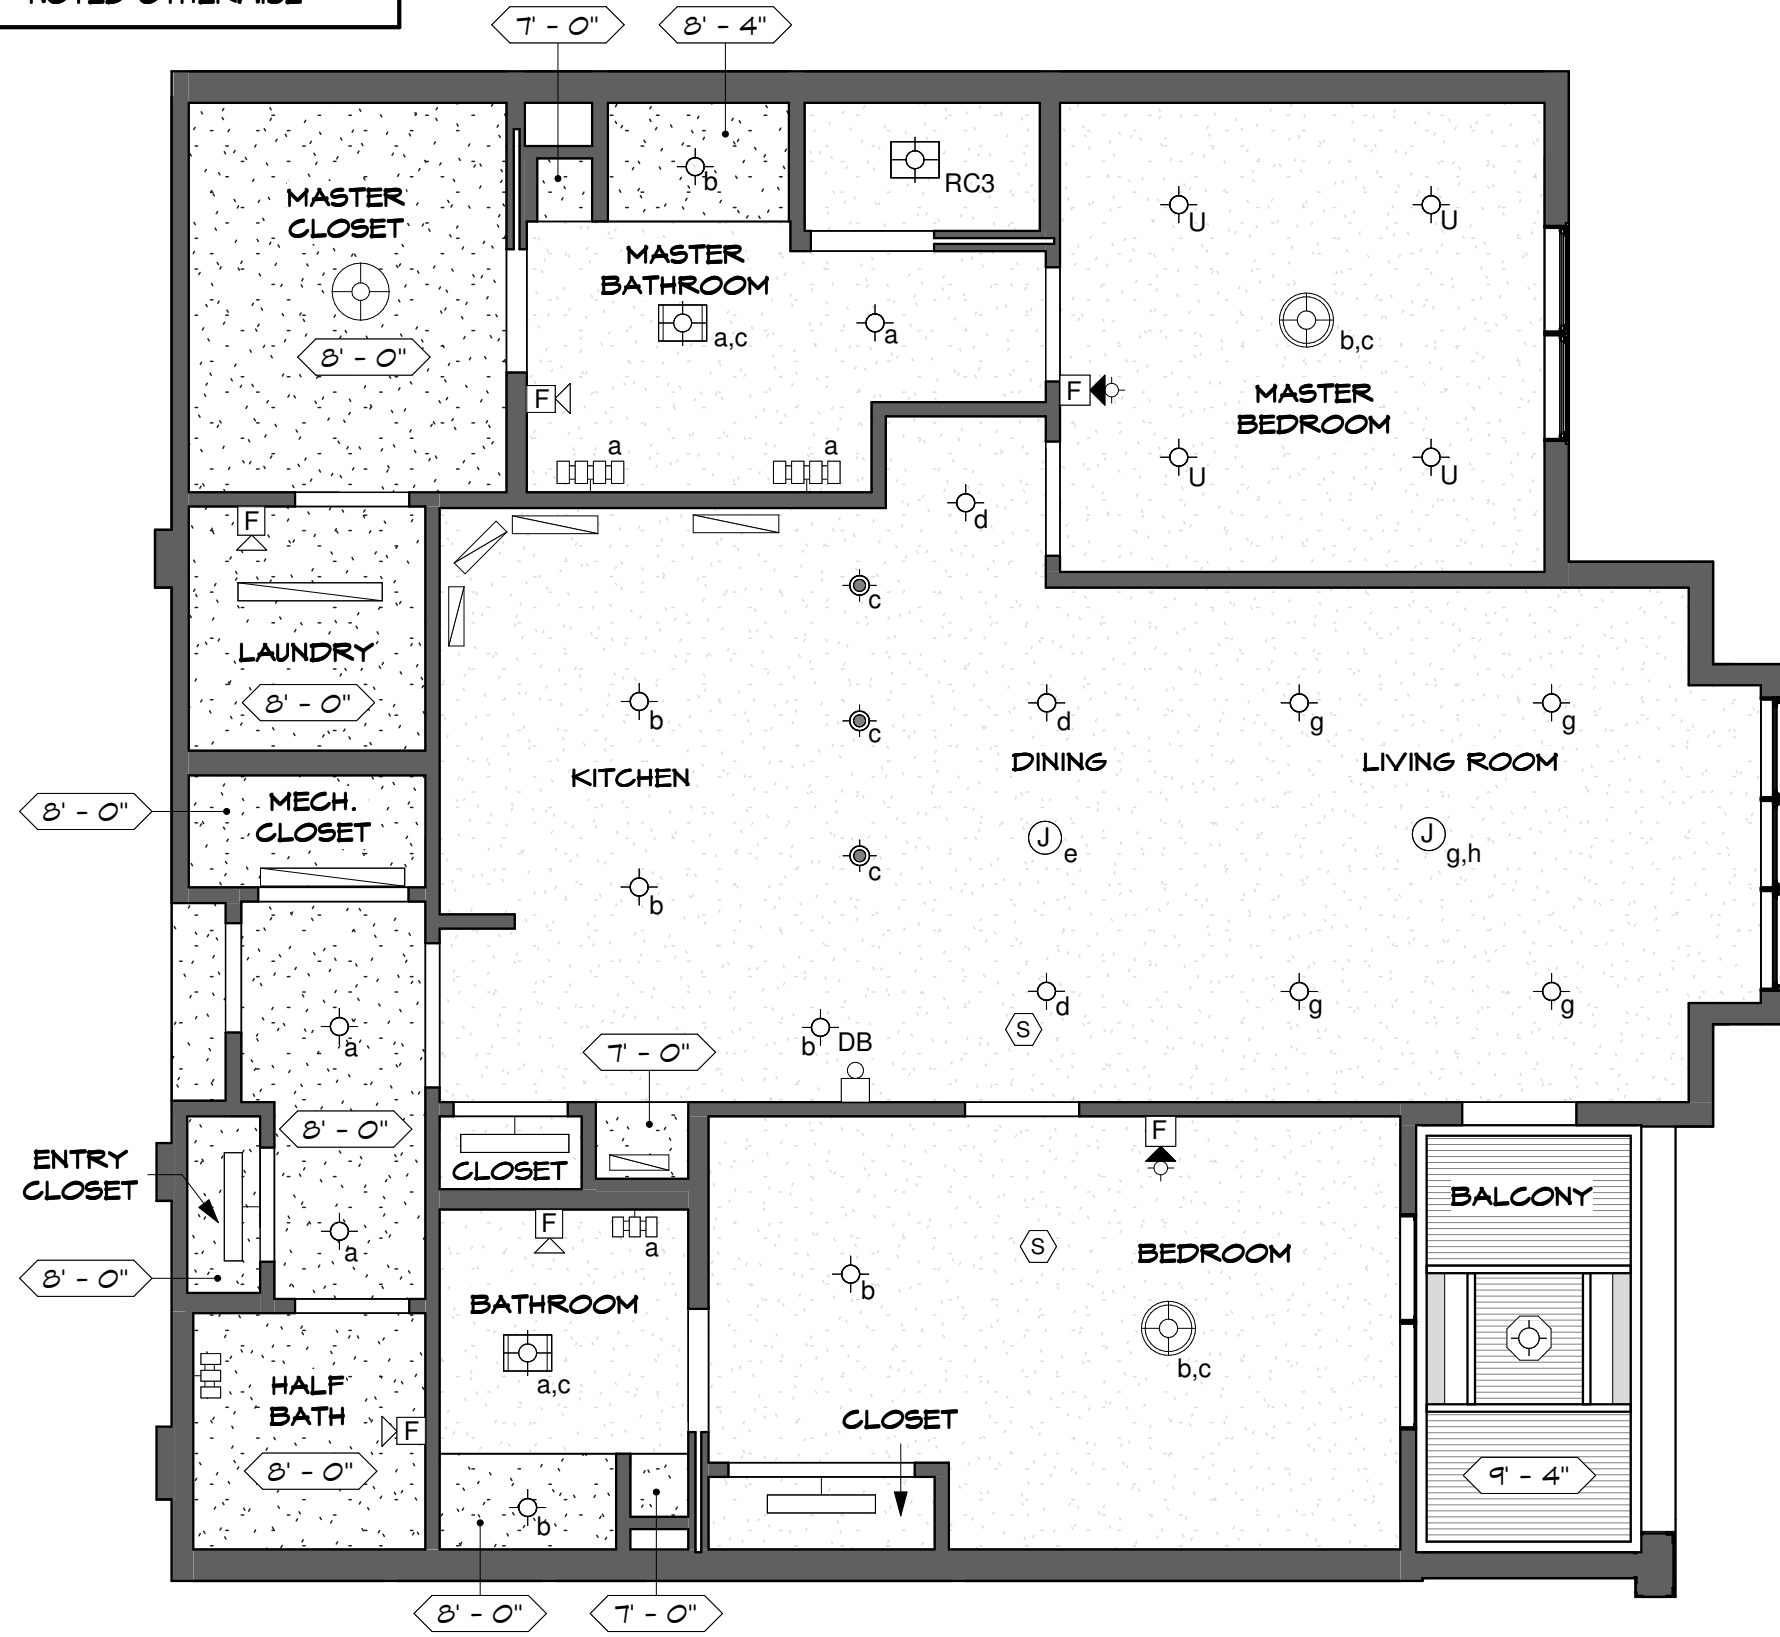 NOTED OTHERWISE
7' - 0"
8' - 4"
MASTER
CLOSET
8' - 0"
b
RC3
MASTER
BATHROOM
a,c
a
F
a
a
U
U
b,c
F
MASTER
BEDROOM
U
U
F
LAUNDRY
8' - 0"
d
c
b
c
d
g
g
KITCHEN
DINING
LIVING ROOM
8' - 0"
MECH.
CLOSET
J
e
J
g,h
c
b
a
b
DB
S
d
g
g
7' - 0"
8' - 0"
ENTRY
CLOSET
CLOSET
F
BALCONY
a
8' - 0"
F
a
S
BEDROOM
b
BATHROOM
a,c
b,c
HALF
BATH
F
8' - 0"
CLOSET
9' - 4"
b
8' - 0"
7' - 0"